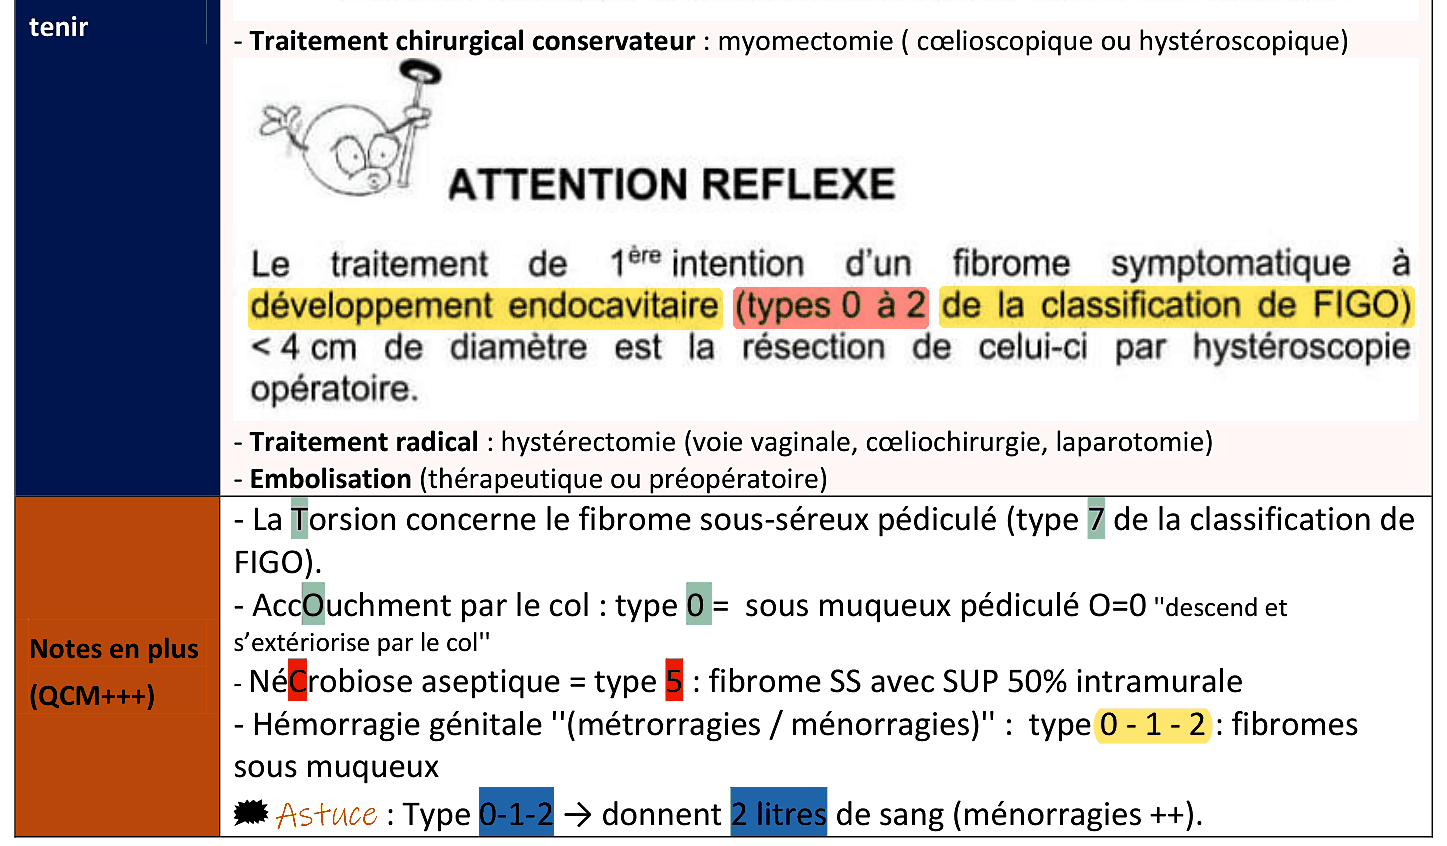 tenir
- Traitement chirurgical conservateur : myomectomie ( cœlioscopique ou hystéroscopique)
ATTENTION REFLEXE
Le traitement de 1ère intention d'un fibrome symptomatique à
développement endocavitaire (types 0 à 2 de la classification de FIGO)
< 4 cm de diamètre est la résection de celui-ci par hystéroscopie
opératoire.
- Traitement radical : hystérectomie (voie vaginale, cœliochirurgie, laparotomie)
- Embolisation (thérapeutique ou préopératoire)
Notes en plus
(QCM+++)
- La Torsion concerne le fibrome sous-séreux pédiculé (type 7 de la classification de
FIGO).
- AccOuchment par le col : type 0 = sous muqueux pédiculé O=0 "descend et
s’extériorise par le col"
- NéCrobiose aseptique = type 5 : fibrome SS avec SUP 50% intramurale
- Hémorragie génitale "(métrorragies / ménorragies)" : type 0 - 1 - 2 : fibromes
sous muqueux
Astuce : Type 0-1-2 → donnent 2 litres de sang (ménorragies ++).